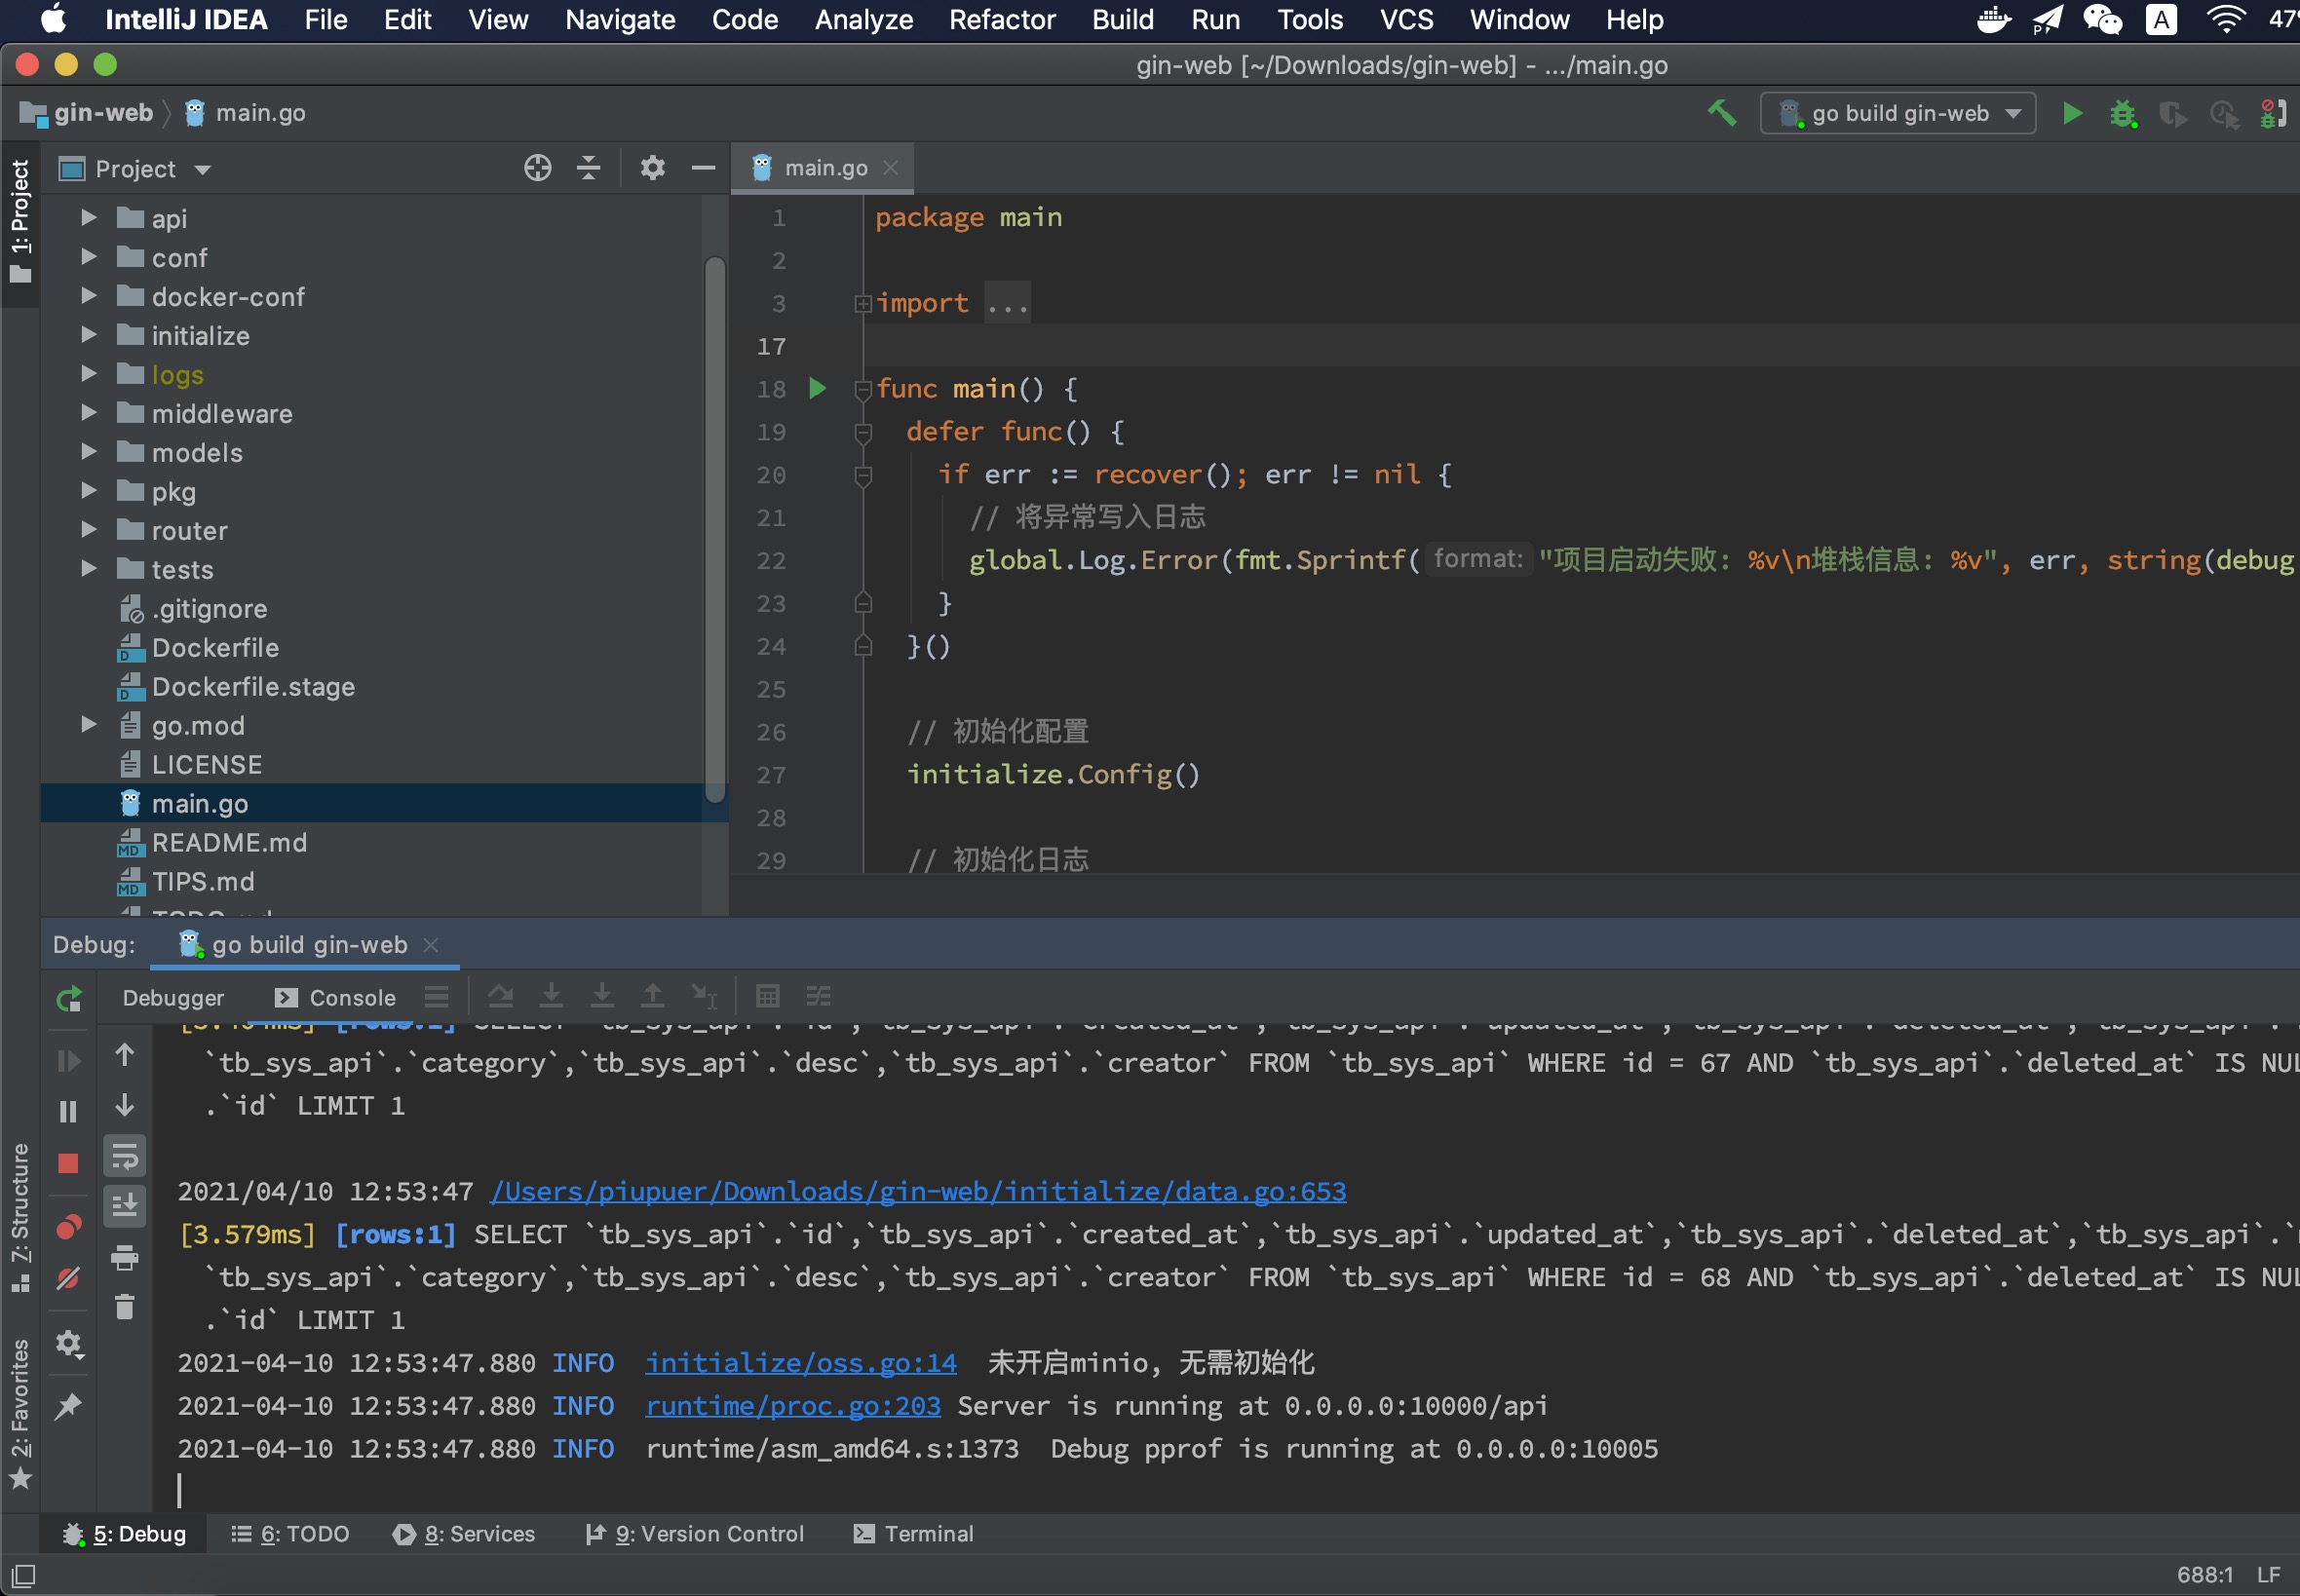 IntelliJ IDEA File Edit View Navigate Code Analyze Refactor Build Run Tools VCS Window Help A
gin-web [~/Downloads/gin-web] - .../main.go
gin-web main.go go build gin-web
1: Project
Project
main.go
api
conf
docker-conf
initialize
logs
middleware
models
pkg
router
tests
.gitignore
Dockerfile
Dockerfile.stage
go.mod
LICENSE
main.go
README.md
TIPS.md
1 package main
2
3 import ...
17
18 func main() {
19 defer func() {
20 if err := recover(); err != nil {
21 // 将异常写入日志
22 global.Log.Error(fmt.Sprintf( format: "项目启动失败: %v\n堆栈信息: %v", err, string(debug
23 }
24 }()
25
26 // 初始化配置
27 initialize.Config()
28
29 // 初始化日志
Debug: go build gin-web
Debugger Console
`tb_sys_api`.`category`,`tb_sys_api`.`desc`,`tb_sys_api`.`creator` FROM `tb_sys_api` WHERE id = 67 AND `tb_sys_api`.`deleted_at` IS
.`id` LIMIT 1
2021/04/10 12:53:47 /Users/piupuer/Downloads/gin-web/initialize/data.go:653
[3.579ms] [rows:1] SELECT `tb_sys_api`.`id`,`tb_sys_api`.`created_at`,`tb_sys_api`.`updated_at`,`tb_sys_api`.`deleted_at`,`tb_sys_api`.`
`tb_sys_api`.`category`,`tb_sys_api`.`desc`,`tb_sys_api`.`creator` FROM `tb_sys_api` WHERE id = 68 AND `tb_sys_api`.`deleted_at` IS
.`id` LIMIT 1
2021-04-10 12:53:47.880 INFO initialize/oss.go:14 未开启minio, 无需初始化
2021-04-10 12:53:47.880 INFO runtime/proc.go:203 Server is running at 0.0.0.0:10000/api
2021-04-10 12:53:47.880 INFO runtime/asm_amd64.s:1373 Debug pprof is running at 0.0.0.0:10005
7: Structure
2: Favorites
5: Debug 6: TODO 8: Services 9: Version Control Terminal
688:1 LF